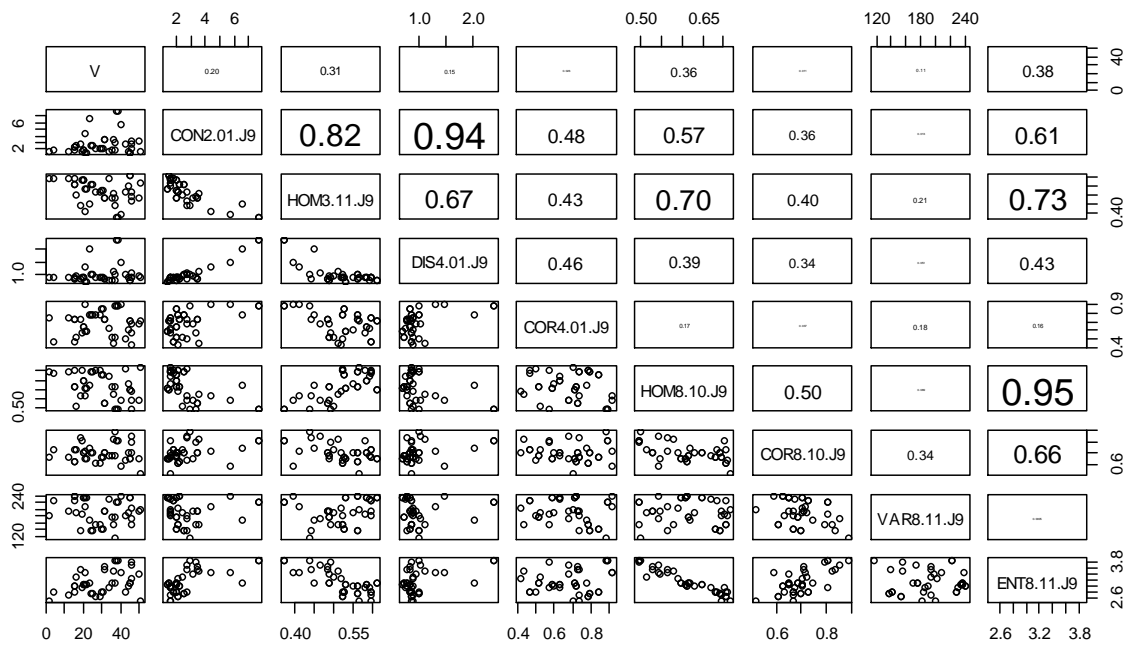 2 4 6 1.0 2.0 0.50 0.65 120 180 240
V 0.20 0.31 0.15 0.36 0.11 0.38 0 40
2 6 CON2.01.J9 0.82 0.94 0.48 0.57 0.36 0.61
HOM3.11.J9 0.67 0.43 0.70 0.40 0.21 0.73 0.40
1.0 DIS4.01.J9 0.46 0.39 0.34 0.43
COR4.01.J9 0.17 0.18 0.16 0.4 0.9
0.50 HOM8.10.J9 0.50 0.95
COR8.10.J9 0.34 0.66 0.6
120 240 VAR8.11.J9
ENT8.11.J9 2.6 3.8
0 20 40 0.40 0.55 0.4 0.6 0.8 0.6 0.8 2.6 3.2 3.8